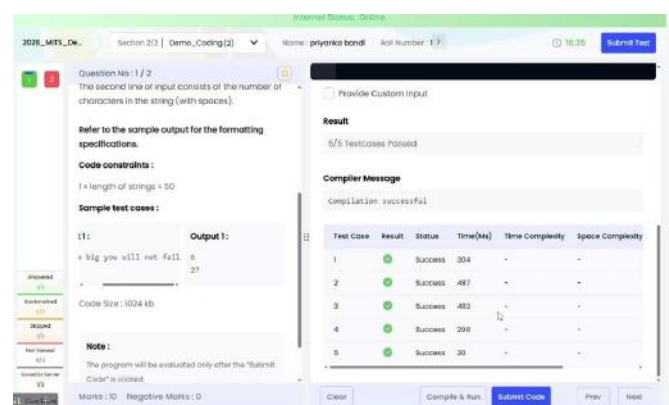 Internet Status: Online
2028_MITS_De... Section 2/2 | Demo_Coding(2) Name: priyanka bandi Roll Number: 1 Submit Test
1 2
Question No: 1 / 2
The second line of input consists of the number of
characters in the string (with spaces).
Refer to the sample output for the formatting
specifications.
Code constraints :
Sample test cases :
t 1: Output 1 :
big you will not fail 6
27
Code Size : 1024 kb
Note :
The program will be evaluated only after the "Submit
Code" is clicked.
Marks : 10 Negative Marks : 0
Answered
Bookmarked
Skipped
Not Viewed
Provide Custom Input
Result
5/5 Testcases Passed
Compiler Message
Compilation successful
Test Case Result Status Time(Ms) Time Complexity Space Complexity
1 Success 304 - -
2 Success 487 - -
3 Success 482 - -
4 Success 298 - -
5 Success 30 - -
Clear Compile & Run Submit Code Prev Next